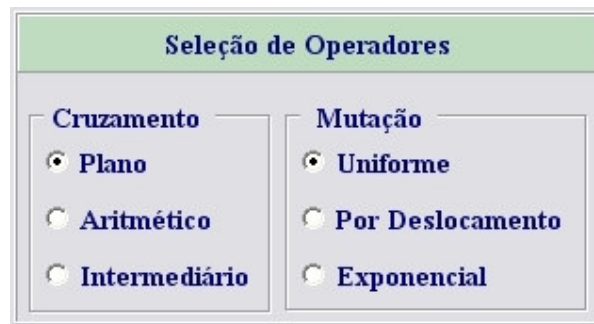 Seleção de Operadores
Cruzamento
Plano
Aritmético
Intermediário
Mutação
Uniforme
Por Deslocamento
Exponencial